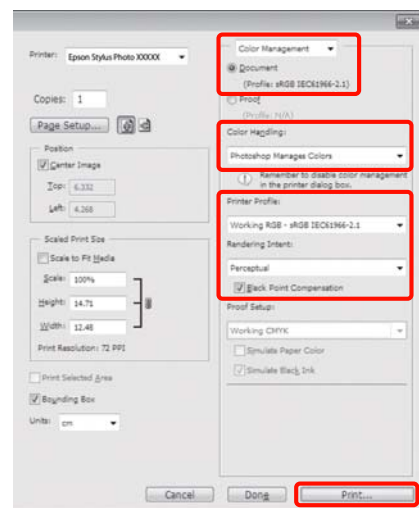 Printer:
Epson Stylus Photo XXXXX
Copies:
1
Page Setup...
Position
Center Image
Top:
6.332
Left:
4.268
Scaled Print Size
Scale to Fit Media
Scale:
100%
Height:
14.71
Width:
12.48
Print Resolution: 72 PPI
Print Selected Area
Bounding Box
Units:
cm
Color Management
Document
(Profile: sRGB IEC61966-2.1)
Proof
(Profile: N/A)
Color Handling:
Photoshop Manages Colors
Remember to disable color management
in the printer dialog box.
Printer Profile:
Working RGB - sRGB IEC61966-2.1
Rendering Intent:
Perceptual
Black Point Compensation
Proof Setup:
Working CMYK
Simulate Paper Color
Simulate Black Ink
Cancel
Done
Print...